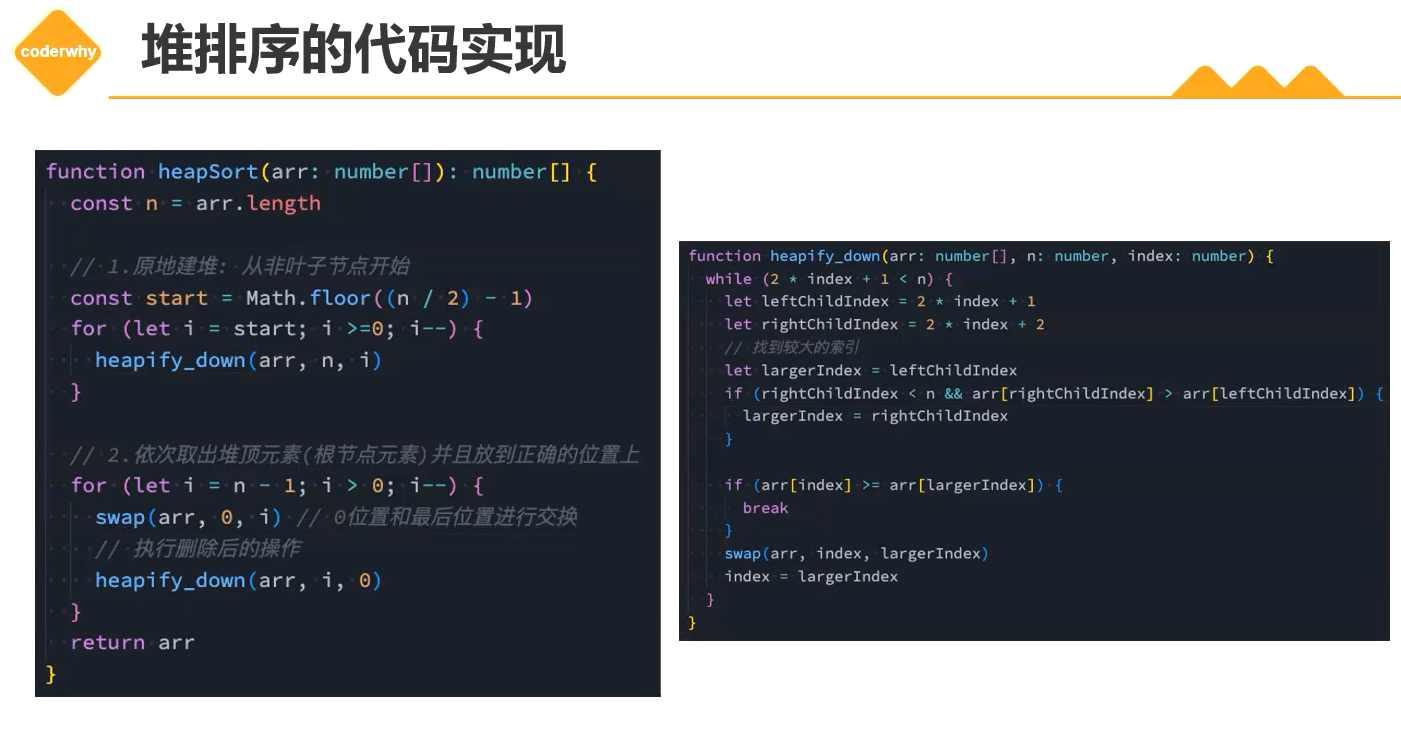 coderwhy
堆排序的代码实现
function heapSort(arr: number[]): number[] {
  const n = arr.length

  // 1.原地建堆: 从非叶子节点开始
  const start = Math.floor((n / 2) - 1)
  for (let i = start; i >=0; i--) {
    heapify_down(arr, n, i)
  }

  // 2.依次取出堆顶元素(根节点元素)并且放到正确的位置上
  for (let i = n - 1; i > 0; i--) {
    swap(arr, 0, i) // 0位置和最后位置进行交换
    // 执行删除后的操作
    heapify_down(arr, i, 0)
  }
  return arr
}
function heapify_down(arr: number[], n: number, index: number) {
  while (2 * index + 1 < n) {
    let leftChildIndex = 2 * index + 1
    let rightChildIndex = 2 * index + 2
    // 找到较大的索引
    let largerIndex = leftChildIndex
    if (rightChildIndex < n && arr[rightChildIndex] > arr[leftChildIndex]) {
      largerIndex = rightChildIndex
    }

    if (arr[index] >= arr[largerIndex]) {
      break
    }
    swap(arr, index, largerIndex)
    index = largerIndex
  }
}